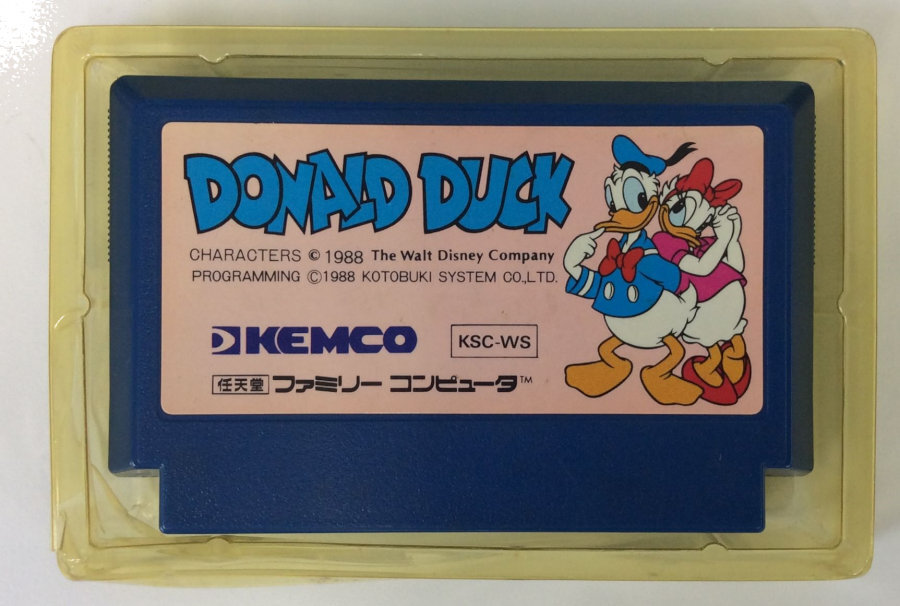 DONALD DUCK
CHARACTERS © 1988 The Walt Disney Company
PROGRAMMING ©1988 KOTOBUKI SYSTEM CO.,LTD.
KEMCO KSC-WS
任天堂 ファミリー コンピュータ™